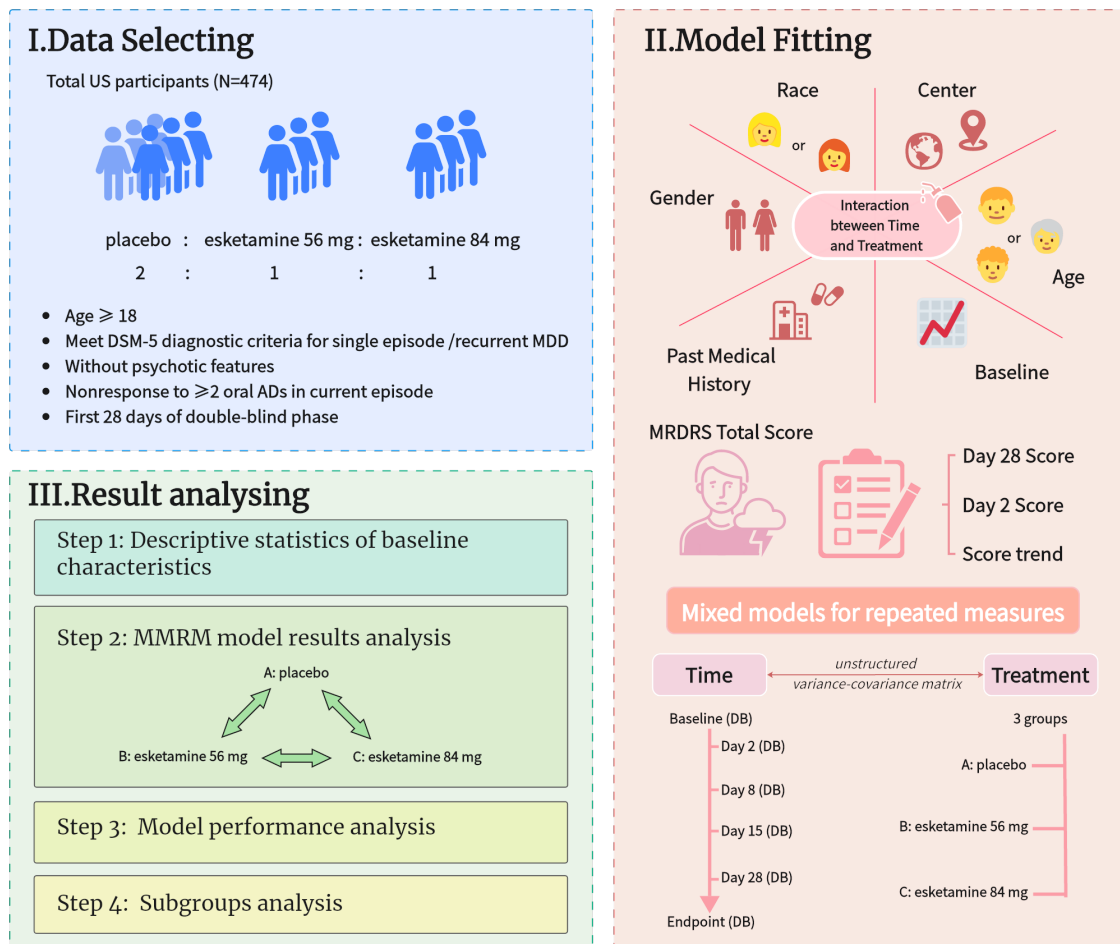 I.Data Selecting
Total US participants (N=474)
placebo : esketamine 56 mg : esketamine 84 mg
2 : 1 : 1
Age ⩾ 18
Meet DSM-5 diagnostic criteria for single episode /recurrent MDD
Without psychotic features
Nonresponse to ⩾2 oral ADs in current episode
First 28 days of double-blind phase
II.Model Fitting
Race
Center
or
Gender
Interaction
bteween Time
and Treatment
or
Age
Past Medical
History
Baseline
MRDRS Total Score
Day 28 Score
Day 2 Score
Score trend
Mixed models for repeated measures
Time
unstructured
variance-covariance matrix
Treatment
Baseline (DB)
Day 2 (DB)
Day 8 (DB)
Day 15 (DB)
Day 28 (DB)
Endpoint (DB)
3 groups
A: placebo
B: esketamine 56 mg
C: esketamine 84 mg
III.Result analysing
Step 1: Descriptive statistics of baseline
characteristics
Step 2: MMRM model results analysis
A: placebo
B: esketamine 56 mg
C: esketamine 84 mg
Step 3: Model performance analysis
Step 4: Subgroups analysis